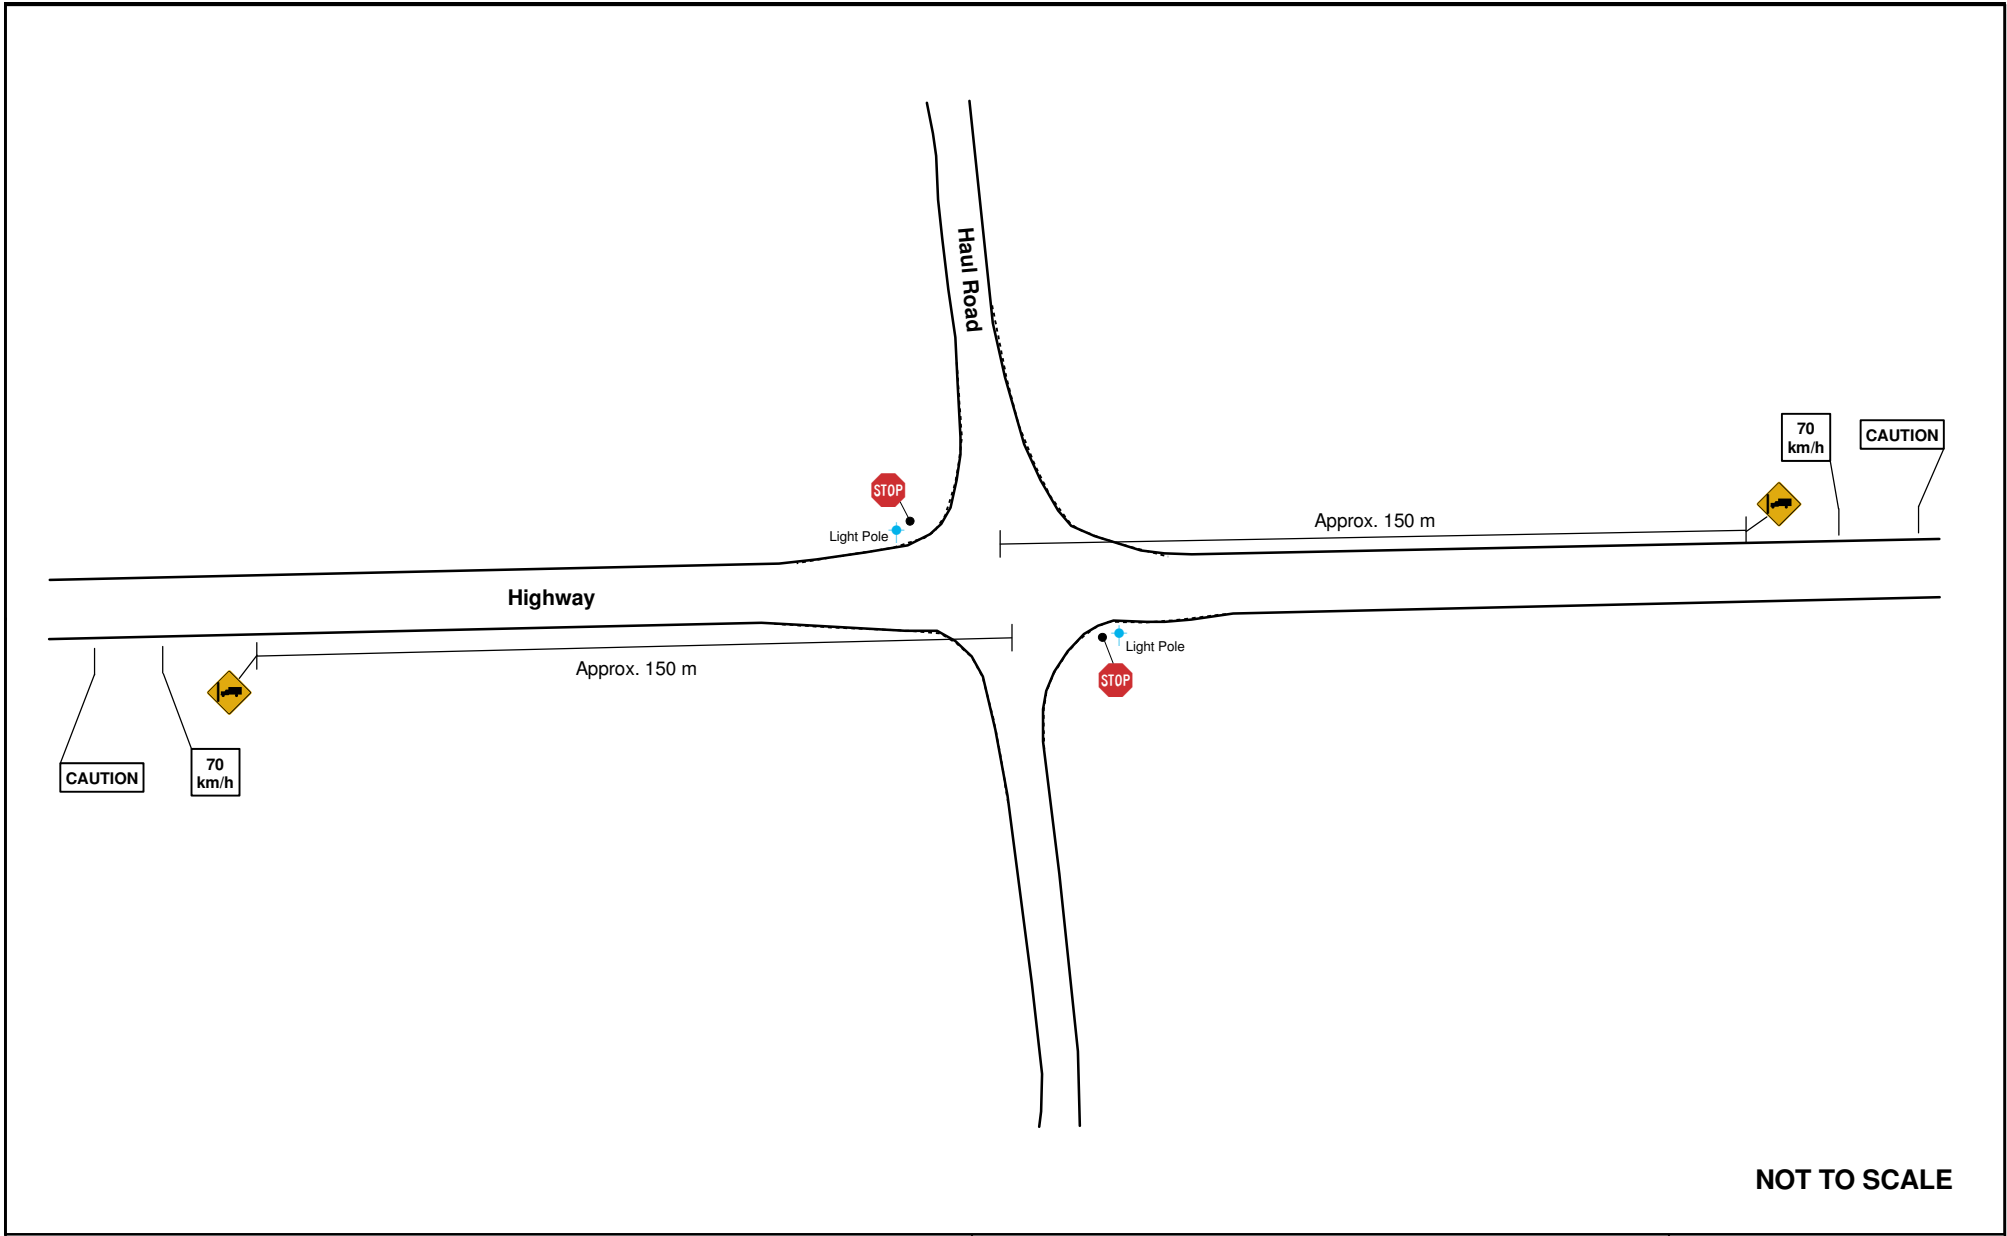 Haul Road
70
km/h
CAUTION
STOP
Approx. 150 m
Light Pole
Highway
Light Pole
Approx. 150 m
STOP
70
km/h
CAUTION
NOT TO SCALE